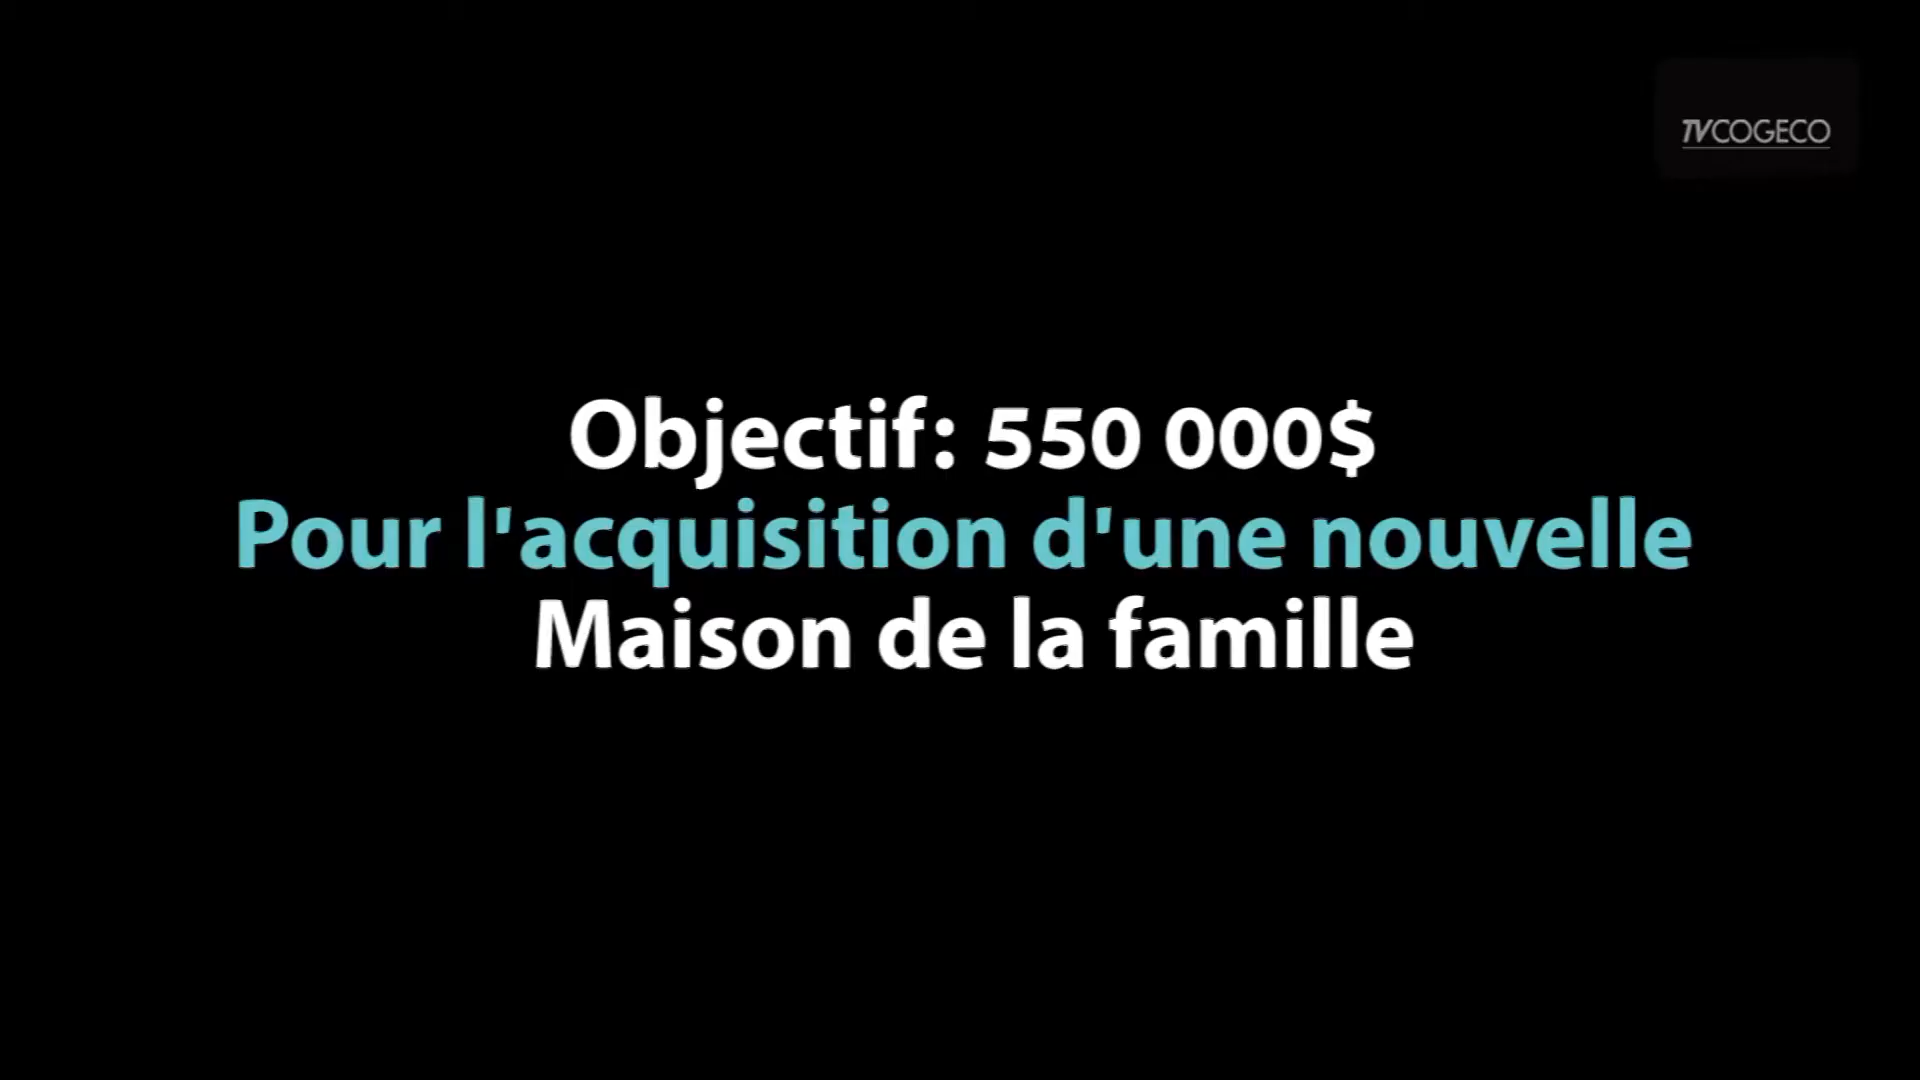 TVCOGECO
Objectif: 550 000$
Pour l'acquisition d'une nouvelle
Maison de la famille